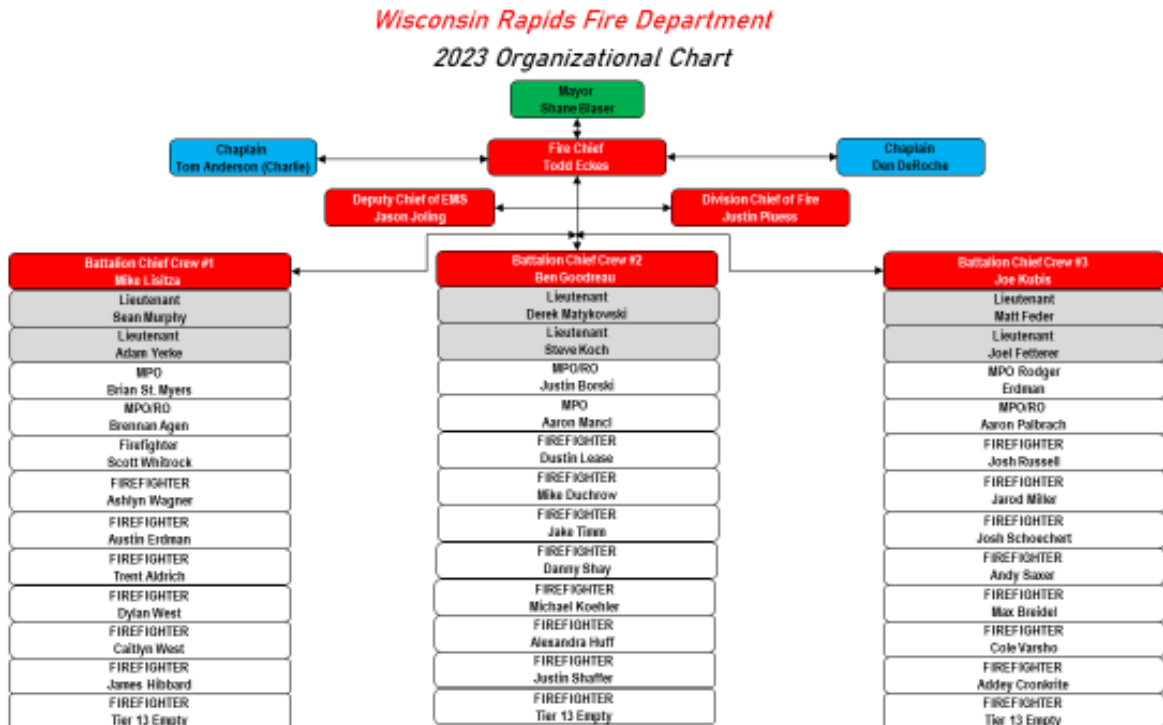 Wisconsin Rapids Fire Department
2023 Organizational Chart
Mayor
Shane Blaser
Chaplain
Tom Anderson (Charlie)
Fire Chief
Todd Eckes
Chaplain
Den DeRoche
Deputy Chief of EMS
Jason Joling
Division Chief of Fire
Justin Pluess
Battalion Chief Crew #1
Mike Lisitza
Lieutenant
Sean Murphy
Lieutenant
Adam Yerke
MPO
Brian St. Myers
MPO/RO
Brennan Agen
Firefighter
Scott Whitrock
FIREFIGHTER
Ashlyn Wagner
FIREFIGHTER
Austin Erdman
FIREFIGHTER
Trent Aldrich
FIREFIGHTER
Dylan West
FIREFIGHTER
Caitlyn West
FIREFIGHTER
James Hibbard
FIREFIGHTER
Tier 13 Empty
Battalion Chief Crew #2
Ben Goodreau
Lieutenant
Derek Matykowski
Lieutenant
Steve Koch
MPO/RO
Justin Borski
MPO
Aaron Manci
FIREFIGHTER
Dustin Lease
FIREFIGHTER
Mike Duchrow
FIREFIGHTER
Jake Timm
FIREFIGHTER
Danny Shay
FIREFIGHTER
Michael Koehler
FIREFIGHTER
Alexandra Huff
FIREFIGHTER
Justin Shaffer
FIREFIGHTER
Tier 13 Empty
Battalion Chief Crew #3
Joe Kubis
Lieutenant
Matt Feder
Lieutenant
Joel Fetterer
MPO Rodger
Erdman
MPO/RO
Aaron Palbrach
FIREFIGHTER
Josh Russell
FIREFIGHTER
Jarod Miller
FIREFIGHTER
Josh Schoechert
FIREFIGHTER
Andy Saxer
FIREFIGHTER
Max Breidel
FIREFIGHTER
Cole Varsho
FIREFIGHTER
Addey Cronkrite
FIREFIGHTER
Tier 13 Empty